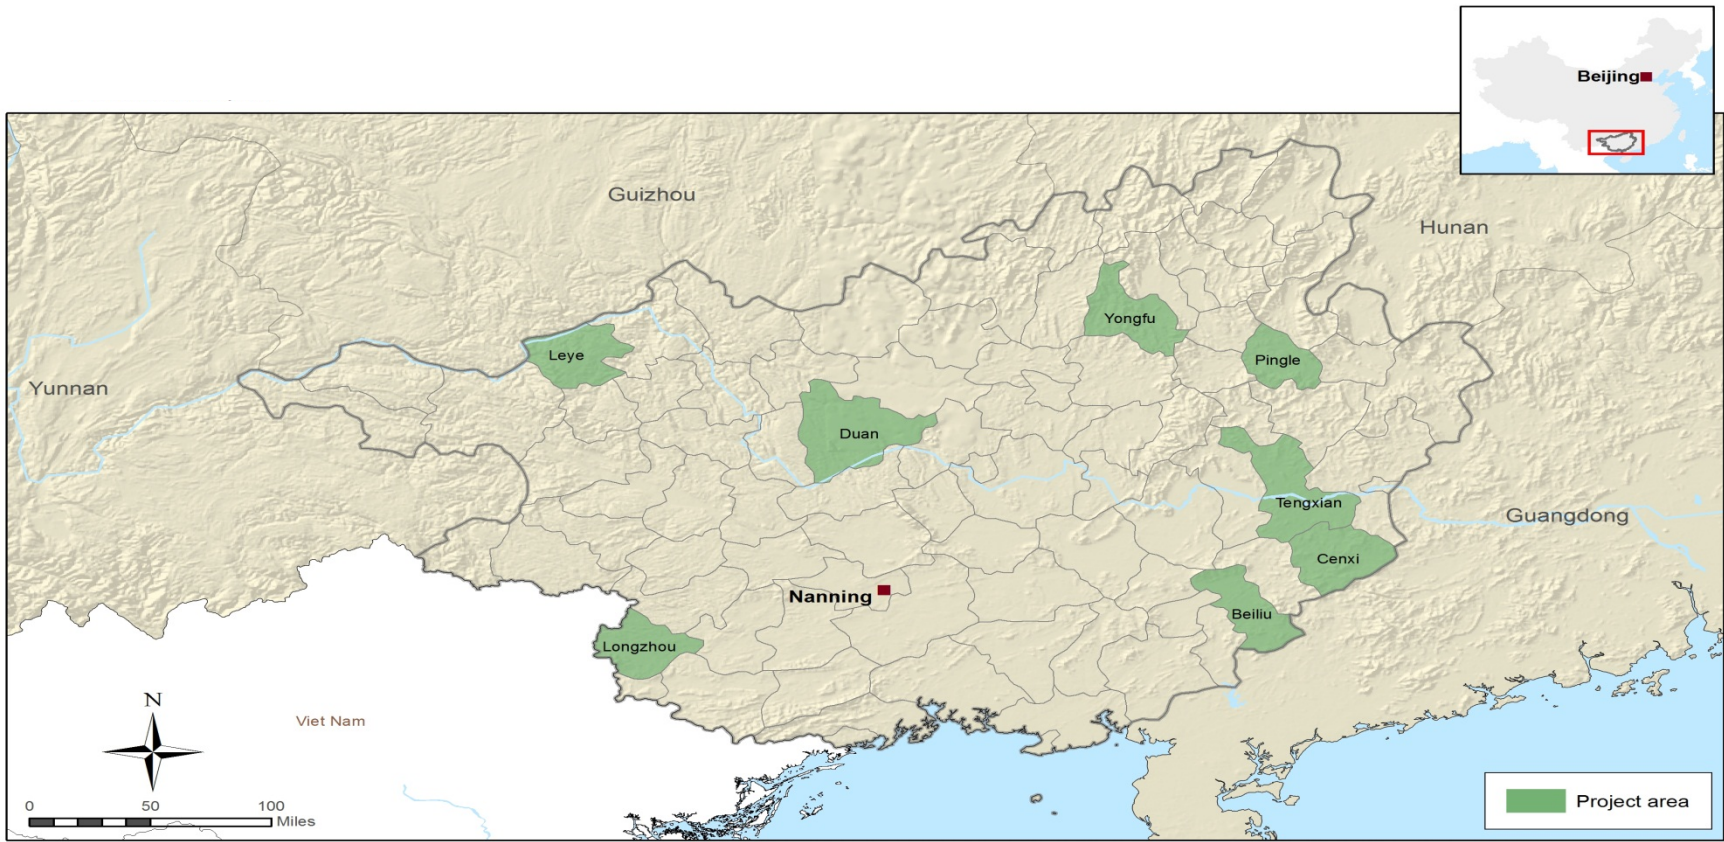 Beijing
Guizhou
Hunan
Yongfu
Leye
Pingle
Yunnan
Duan
Tengxian
Guangdong
Cenxi
Nanning
Beiliu
Longzhou
N
Viet Nam
0 50 100
Miles
Project area